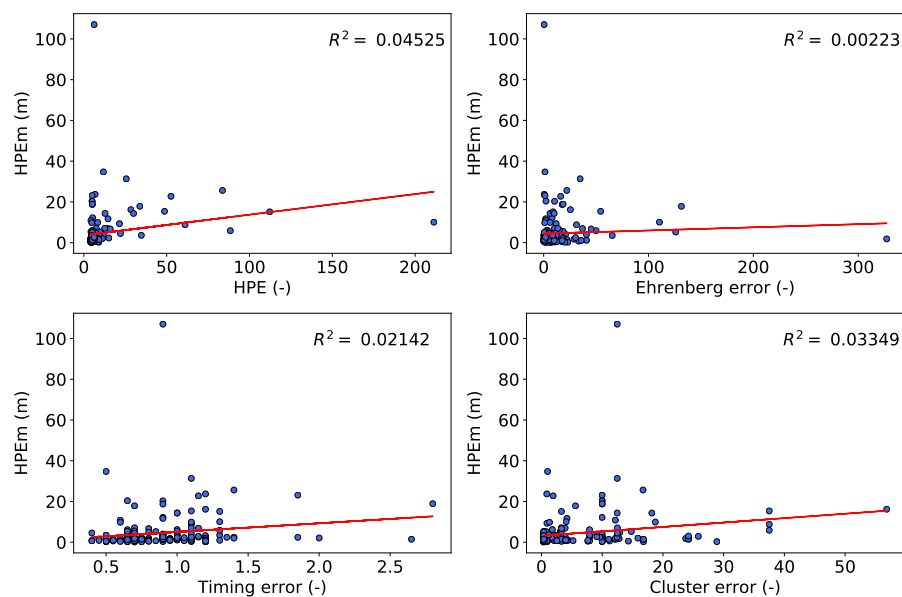 R² = 0.04525
HPEm (m)
100
80
60
40
20
0
0 50 100 150 200
HPE (-)
R² = 0.00223
HPEm (m)
100
80
60
40
20
0
0 100 200 300
Ehrenberg error (-)
R² = 0.02142
HPEm (m)
100
80
60
40
20
0
0.5 1.0 1.5 2.0 2.5
Timing error (-)
R² = 0.03349
HPEm (m)
100
80
60
40
20
0
0 10 20 30 40 50
Cluster error (-)